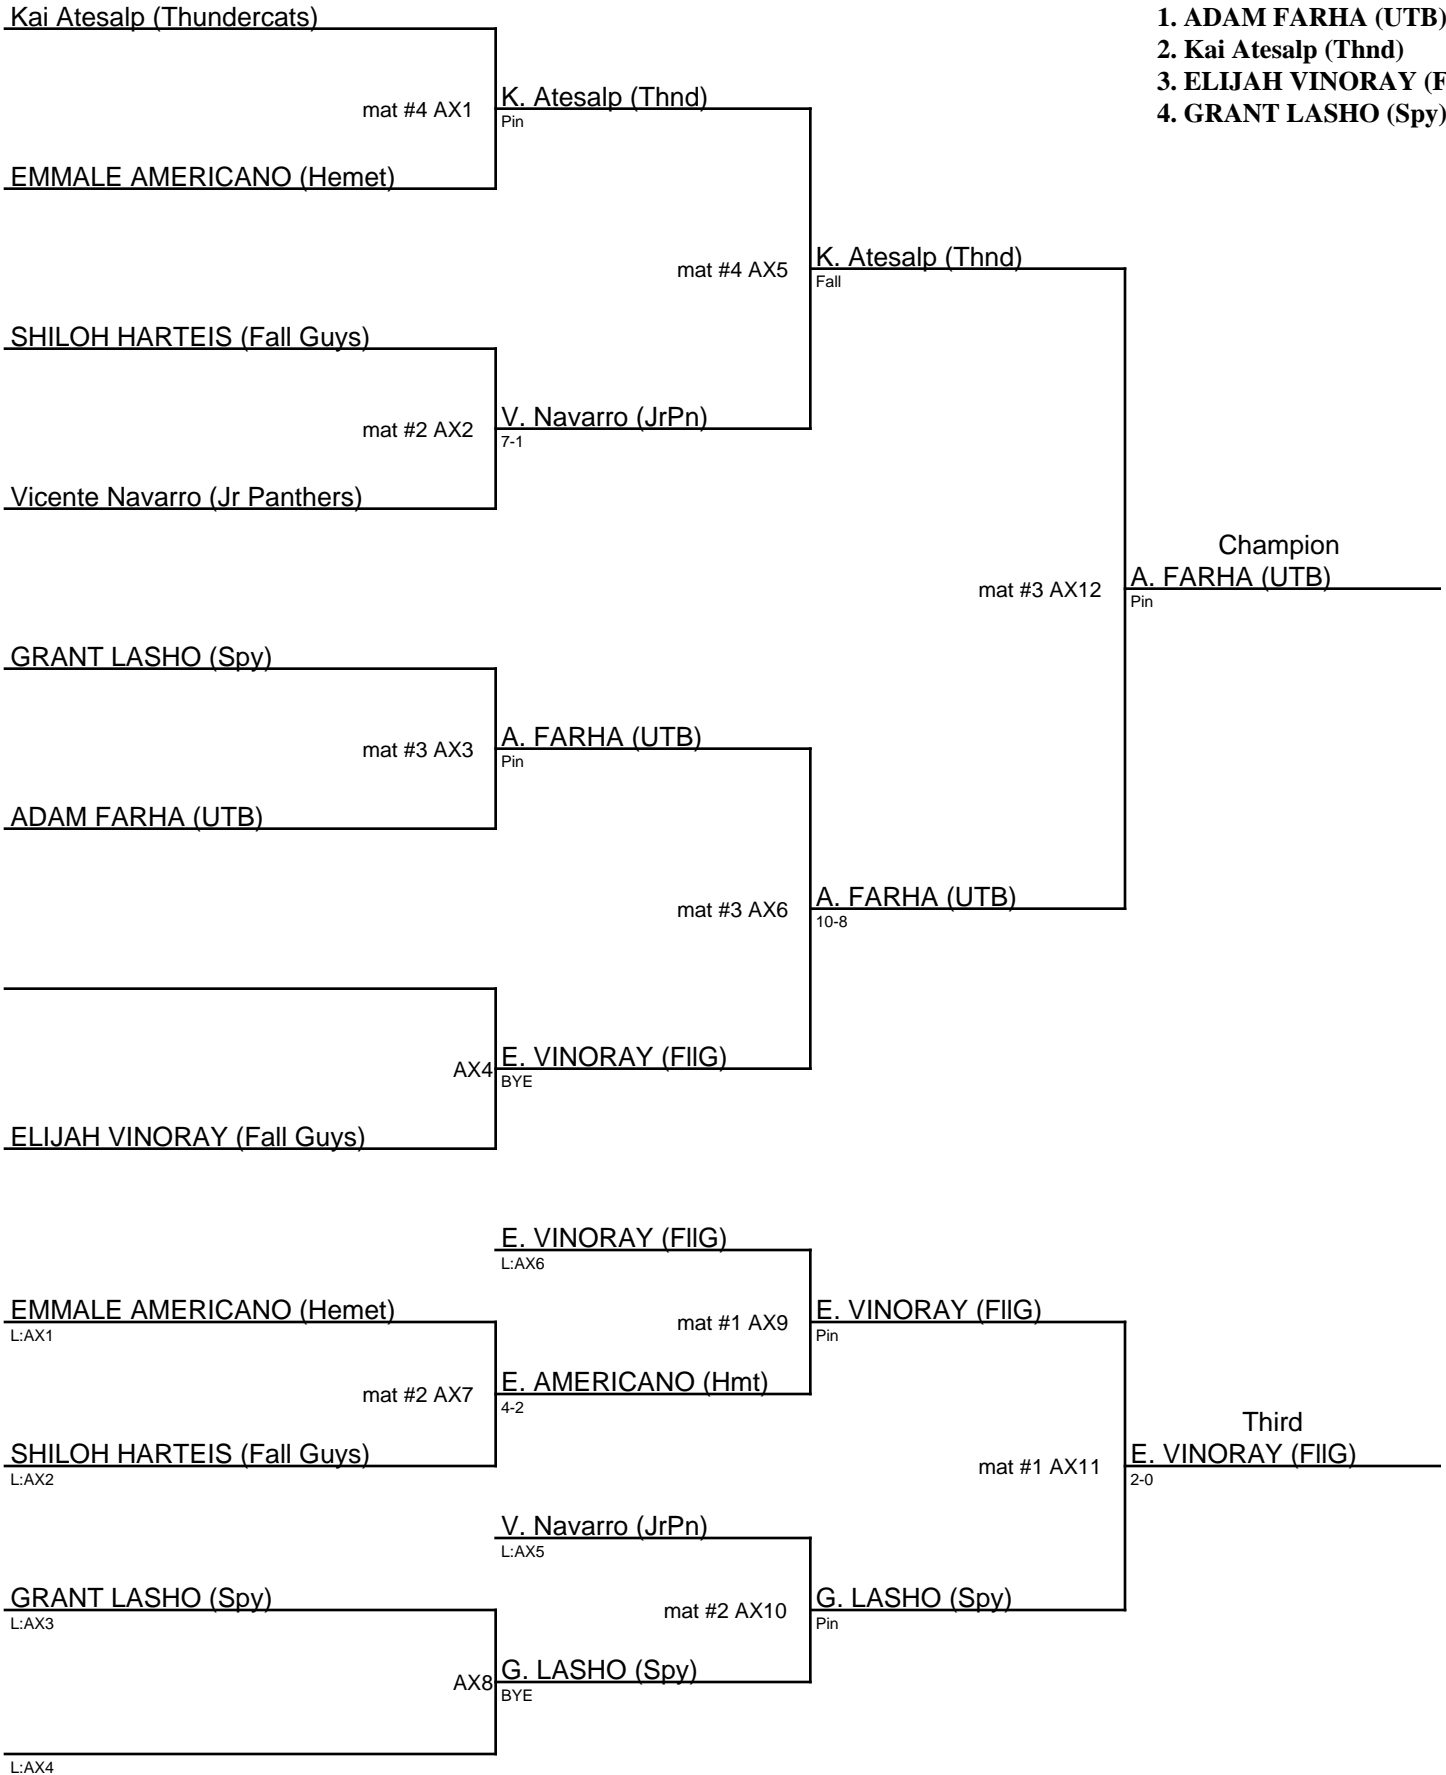 Kai Atesalp (Thundercats)
1. ADAM FARHA (UTB)
2. Kai Atesalp (Thnd)
3. ELIJAH VINORAY (F
4. GRANT LASHO (Spy)
mat #4 AX1
K. Atesalp (Thnd)
Pin
EMMALE AMERICANO (Hemet)
mat #4 AX5
K. Atesalp (Thnd)
Fall
SHILOH HARTEIS (Fall Guys)
mat #2 AX2
V. Navarro (JrPn)
7-1
Vicente Navarro (Jr Panthers)
Champion
mat #3 AX12
A. FARHA (UTB)
Pin
GRANT LASHO (Spy)
mat #3 AX3
A. FARHA (UTB)
Pin
ADAM FARHA (UTB)
mat #3 AX6
A. FARHA (UTB)
10-8
AX4
E. VINORAY (FllG)
BYE
ELIJAH VINORAY (Fall Guys)
E. VINORAY (FllG)
L:AX6
EMMALE AMERICANO (Hemet)
L:AX1
mat #1 AX9
E. VINORAY (FllG)
Pin
mat #2 AX7
E. AMERICANO (Hmt)
4-2
SHILOH HARTEIS (Fall Guys)
L:AX2
Third
mat #1 AX11
E. VINORAY (FllG)
2-0
V. Navarro (JrPn)
L:AX5
GRANT LASHO (Spy)
L:AX3
mat #2 AX10
G. LASHO (Spy)
Pin
AX8
G. LASHO (Spy)
BYE
L:AX4